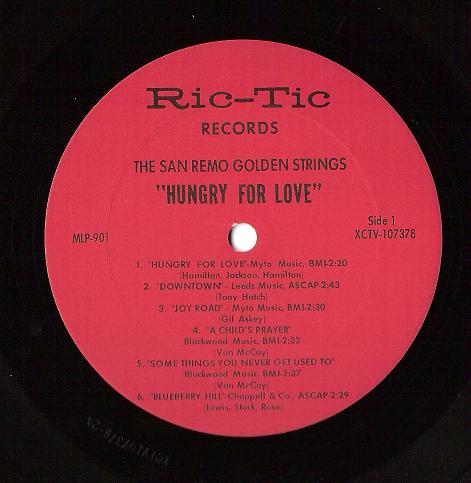 Ric-Tic
RECORDS
THE SAN REMO GOLDEN STRINGS
"HUNGRY FOR LOVE"
MLP-901
Side 1
XCTV-107378
1. "HUNGRY FOR LOVE"-Myto Music, BMI-2:20
(Hamilton, Jackson, Hamilton)
2. "DOWNTOWN" - Leeds Music, ASCAP-2:43
(Tony Hatch)
3. "JOY ROAD" - Myto Music, BMI-2:30
(Gil Askey)
4. "A CHILD'S PRAYER"
Blackwood Music, BMI-2:32
(Van McCoy)
5. "SOME THINGS YOU NEVER GET USED TO"
Blackwood Music, BMI-2:37
(Van McCoy)
6. "BLUEBERRY HILL"-Chappell & Co., ASCAP-2:29
(Lewis, Stock, Rose)